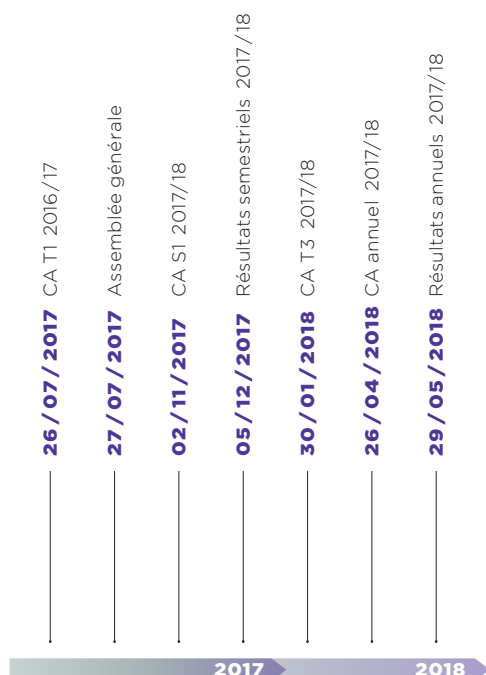 26/07/2017 CA T1 2016/17
27/07/2017 Assemblée générale
02/11/2017 CA S1 2017/18
05/12/2017 Résultats semestriels 2017/18
30/01/2018 CA T3 2017/18
26/04/2018 CA annuel 2017/18
29/05/2018 Résultats annuels 2017/18
2017
2018